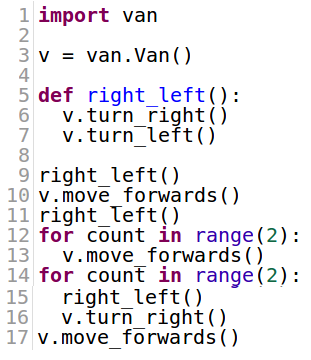 1 import van
2
3 v = van.Van()
4
5 def right_left():
6   v.turn_right()
7   v.turn_left()
8
9 right_left()
10 v.move_forwards()
11 right_left()
12 for count in range(2):
13   v.move_forwards()
14 for count in range(2):
15   right_left()
16   v.turn_right()
17 v.move_forwards()